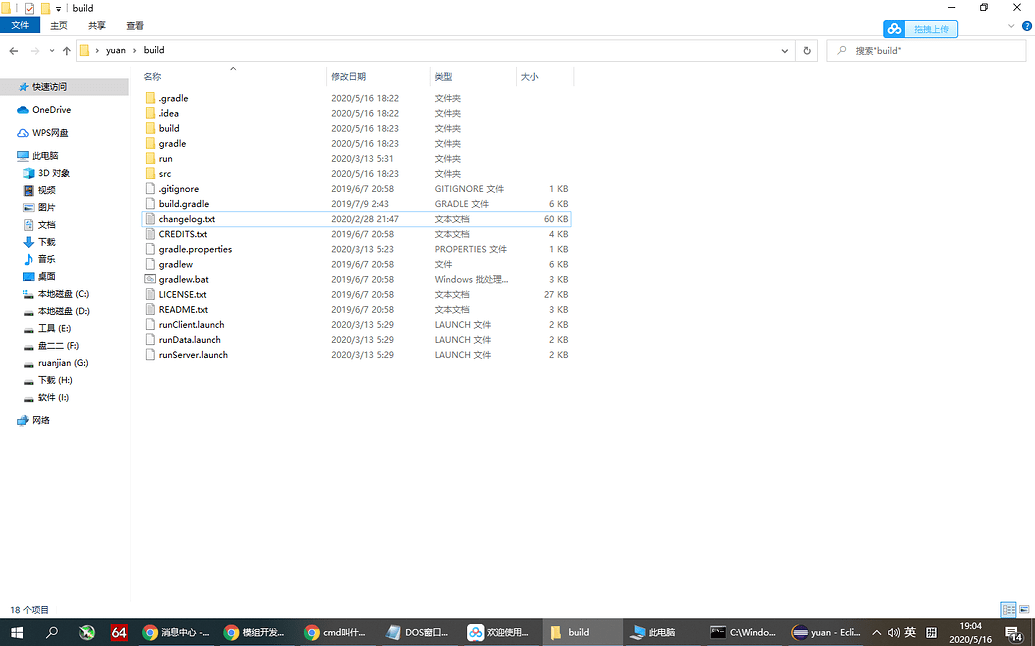 build
文件 主页 共享 查看
拖拽上传
yuan build
搜索"build"
名称 修改日期 类型 大小
快速访问
OneDrive
WPS网盘
此电脑
3D 对象
视频
图片
文档
下载
音乐
桌面
本地磁盘 (C:)
本地磁盘 (D:)
工具 (E:)
盘二二 (F:)
ruanjian (G:)
下载 (H:)
软件 (I:)
网络
.gradle 2020/5/16 18:22 文件夹
.idea 2020/5/16 18:22 文件夹
build 2020/5/16 18:23 文件夹
gradle 2020/5/16 18:23 文件夹
run 2020/3/13 5:31 文件夹
src 2020/5/16 18:23 文件夹
.gitignore 2019/6/7 20:58 GITIGNORE 文件 1 KB
build.gradle 2019/7/9 2:43 GRADLE 文件 6 KB
changelog.txt 2020/2/28 21:47 文本文档 60 KB
CREDITS.txt 2019/6/7 20:58 文本文档 4 KB
gradle.properties 2020/3/13 5:23 PROPERTIES 文件 1 KB
gradlew 2019/6/7 20:58 文件 6 KB
gradlew.bat 2019/6/7 20:58 Windows 批处理... 3 KB
LICENSE.txt 2019/6/7 20:58 文本文档 27 KB
README.txt 2019/6/7 20:58 文本文档 3 KB
runClient.launch 2020/3/13 5:29 LAUNCH 文件 2 KB
runData.launch 2020/3/13 5:29 LAUNCH 文件 2 KB
runServer.launch 2020/3/13 5:29 LAUNCH 文件 2 KB
18 个项目
64 消息中心 -... 模组开发... cmd叫什... DOS窗口... 欢迎使用... build 此电脑 C:\Windo... yuan - Ecli... 英 19:04
2020/5/16 14